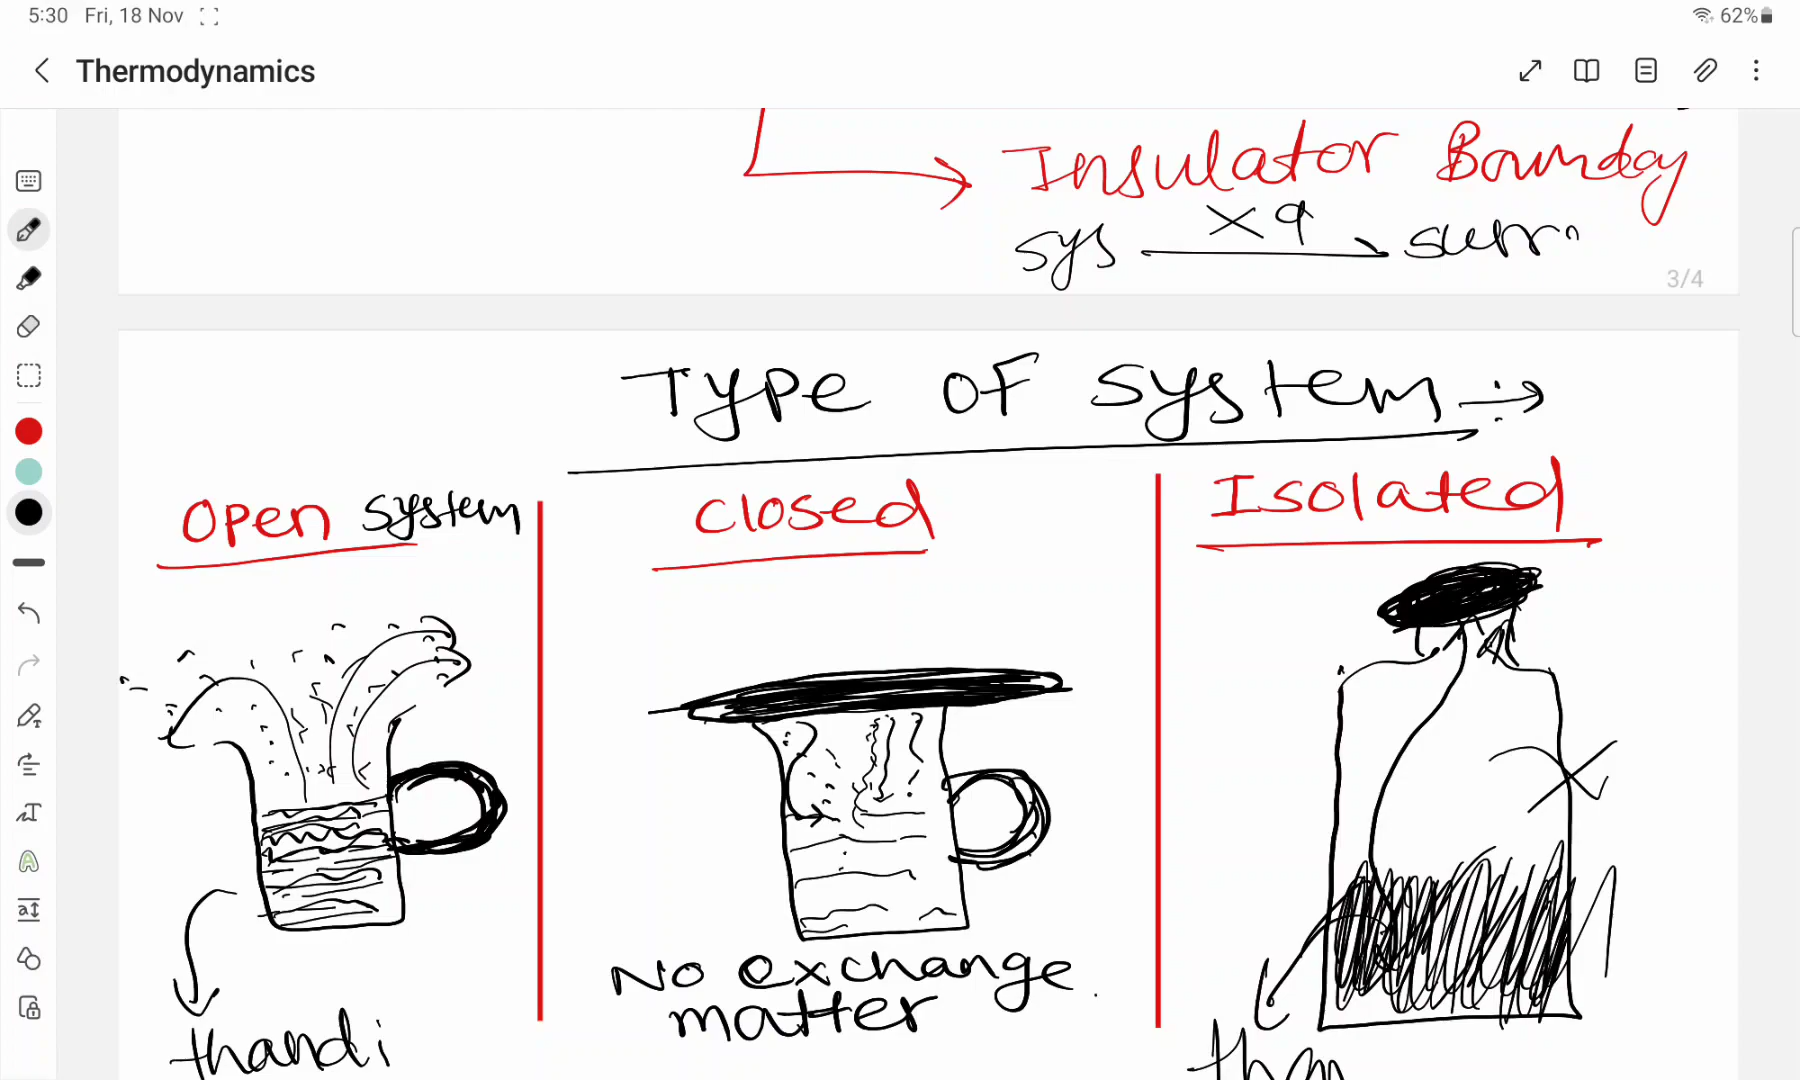 5:30 Fri, 18 Nov 62%
Thermodynamics
Insulator Boundary
sys X q surr
3/4
Type of system
Open system
Closed
Isolated
No exchange
matter
thandi